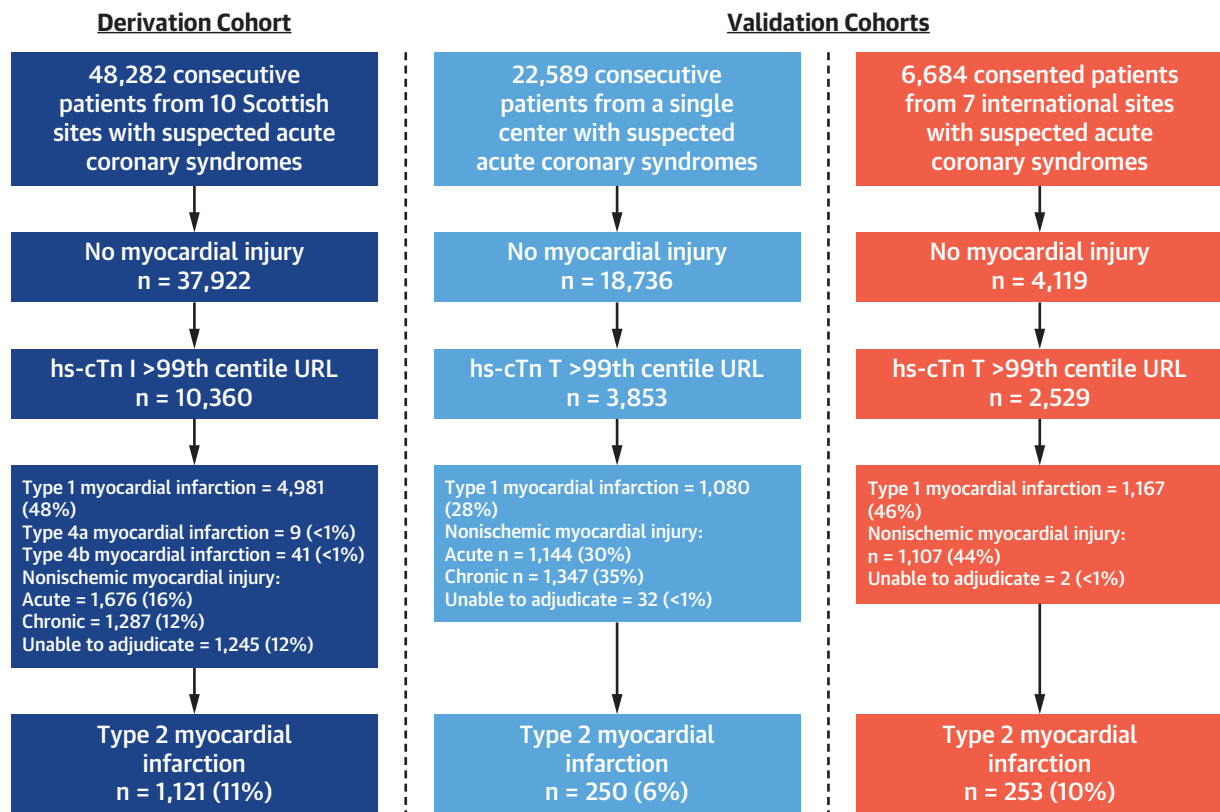 Derivation Cohort
48,282 consecutive
patients from 10 Scottish
sites with suspected acute
coronary syndromes
No myocardial injury
n = 37,922
hs-cTn I >99th centile URL
n = 10,360
Type 1 myocardial infarction = 4,981
(48%)
Type 4a myocardial infarction = 9 (<1%)
Type 4b myocardial infarction = 41 (<1%)
Nonischemic myocardial injury:
Acute = 1,676 (16%)
Chronic = 1,287 (12%)
Unable to adjudicate = 1,245 (12%)
Type 2 myocardial
infarction
n = 1,121 (11%)
Validation Cohorts
22,589 consecutive
patients from a single
center with suspected
acute coronary syndromes
No myocardial injury
n = 18,736
hs-cTn T >99th centile URL
n = 3,853
Type 1 myocardial infarction = 1,080
(28%)
Nonischemic myocardial injury:
Acute n = 1,144 (30%)
Chronic n = 1,347 (35%)
Unable to adjudicate = 32 (<1%)
Type 2 myocardial
infarction
n = 250 (6%)
6,684 consented patients
from 7 international sites
with suspected acute
coronary syndromes
No myocardial injury
n = 4,119
hs-cTn T >99th centile URL
n = 2,529
Type 1 myocardial infarction = 1,167
(46%)
Nonischemic myocardial injury:
n = 1,107 (44%)
Unable to adjudicate = 2 (<1%)
Type 2 myocardial
infarction
n = 253 (10%)